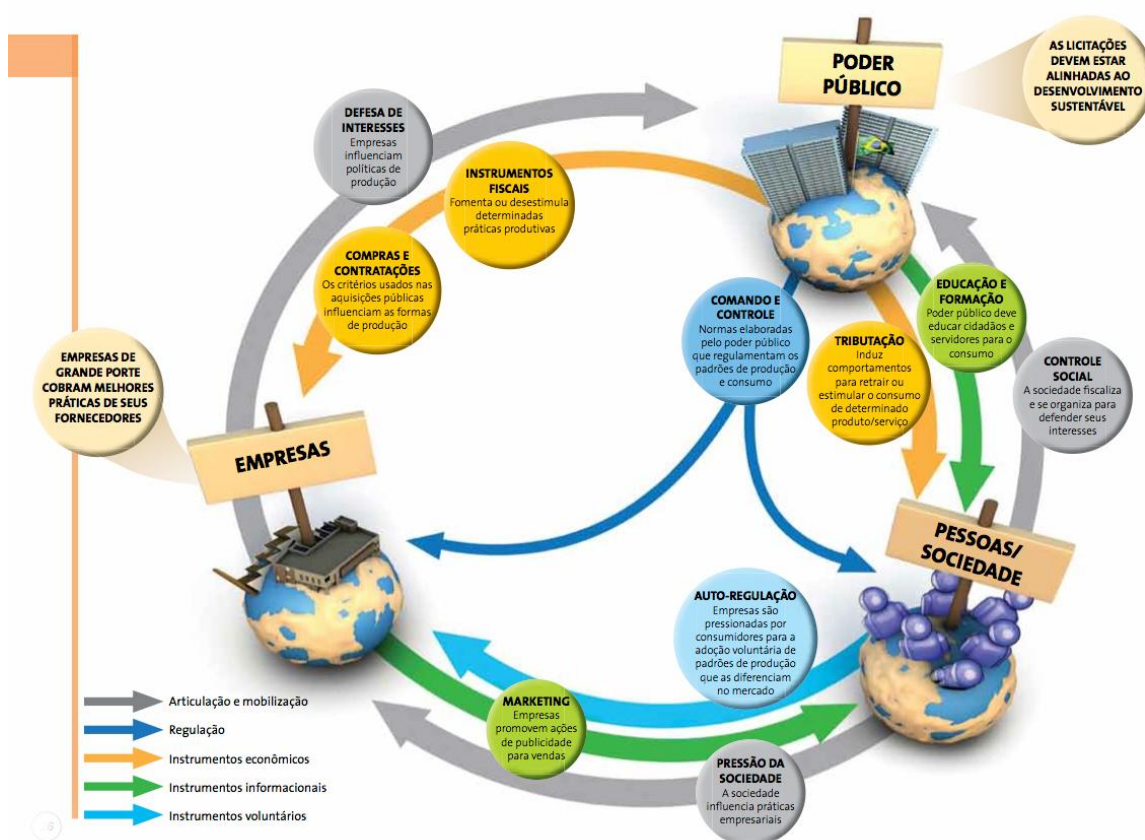 PODER
PÚBLICO
AS LICITAÇÕES
DEVEM ESTAR
ALINHADAS AO
DESENVOLVIMENTO
SUSTENTÁVEL
DEFESA DE
INTERESSES
Empresas
influenciam
políticas de
produção
INSTRUMENTOS
FISCAIS
Fomenta ou desestimula
determinadas
práticas produtivas
COMPRAS E
CONTRATAÇÕES
Os critérios usados nas
aquisições públicas
influenciam as formas
de produção
COMANDO E
CONTROLE
Normas elaboradas
pelo poder público
que regulamentam os
padrões de produção
e consumo
TRIBUTAÇÃO
Induz
comportamentos
para retrair ou
estimular o consumo
de determinado
produto/serviço
EDUCAÇÃO E
FORMAÇÃO
Poder público deve
educar cidadãos e
servidores para o
consumo
CONTROLE
SOCIAL
A sociedade fiscaliza
e se organiza para
defender seus
interesses
EMPRESAS DE
GRANDE PORTE
COBRAM MELHORES
PRÁTICAS DE SEUS
FORNECEDORES
EMPRESAS
PESSOAS/
SOCIEDADE
AUTO-REGULAÇÃO
Empresas são
pressionadas por
consumidores para a
adoção voluntária de
padrões de produção
que as diferenciam
no mercado
MARKETING
Empresas
promovem ações
de publicidade
para vendas
PRESSÃO DA
SOCIEDADE
A sociedade
influencia práticas
empresariais
Articulação e mobilização
Regulação
Instrumentos econômicos
Instrumentos informacionais
Instrumentos voluntários